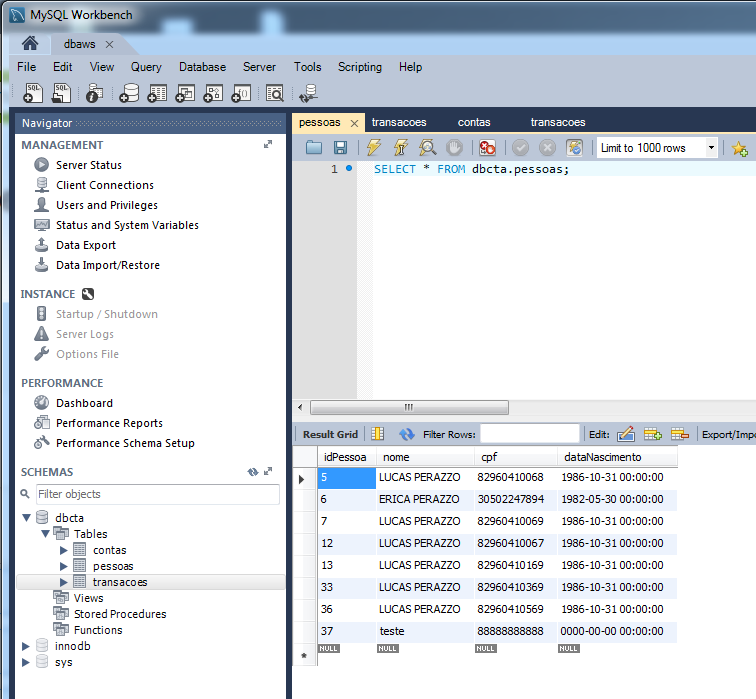 MySQL Workbench
dbaws
File Edit View Query Database Server Tools Scripting Help
Navigator
MANAGEMENT
Server Status
Client Connections
Users and Privileges
Status and System Variables
Data Export
Data Import/Restore
INSTANCE
Startup / Shutdown
Server Logs
Options File
PERFORMANCE
Dashboard
Performance Reports
Performance Schema Setup
SCHEMAS
Filter objects
dbcta
Tables
contas
pessoas
transacoes
Views
Stored Procedures
Functions
innodb
sys
pessoas transacoes contas transacoes
Limit to 1000 rows
1 SELECT * FROM dbcta.pessoas;
Result Grid Filter Rows: Edit: Export/Impo
idPessoa nome cpf dataNascimento
5 LUCAS PERAZZO 82960410068 1986-10-31 00:00:00
6 ERICA PERAZZO 30502247894 1982-05-30 00:00:00
7 LUCAS PERAZZO 82960410069 1986-10-31 00:00:00
12 LUCAS PERAZZO 82960410067 1986-10-31 00:00:00
13 LUCAS PERAZZO 82960410169 1986-10-31 00:00:00
33 LUCAS PERAZZO 82960410369 1986-10-31 00:00:00
36 LUCAS PERAZZO 82960410569 1986-10-31 00:00:00
37 teste 88888888888 0000-00-00 00:00:00
NULL NULL NULL NULL